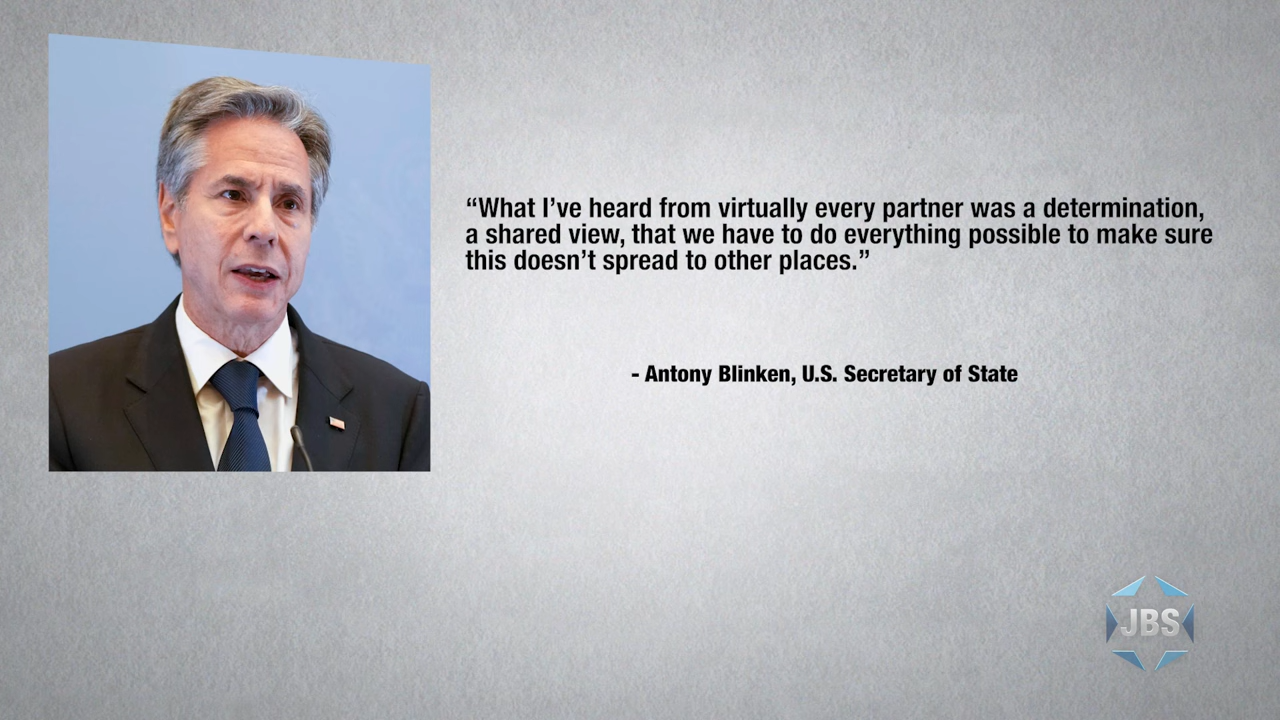 “What I’ve heard from virtually every partner was a determination,
a shared view, that we have to do everything possible to make sure
this doesn’t spread to other places.”
- Antony Blinken, U.S. Secretary of State
JBS